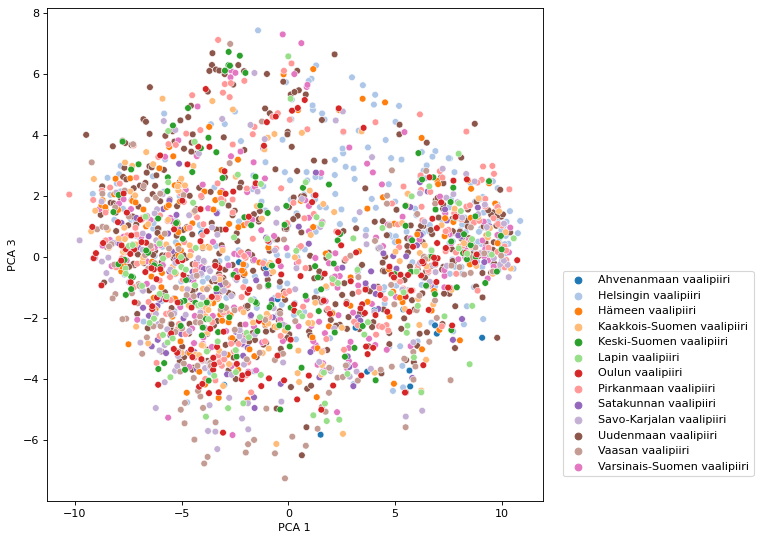 8
6
4
2
0
−2
−4
−6
PCA 3
−10 −5 0 5 10
PCA 1
Ahvenanmaan vaalipiiri
Helsingin vaalipiiri
Hämeen vaalipiiri
Kaakkois-Suomen vaalipiiri
Keski-Suomen vaalipiiri
Lapin vaalipiiri
Oulun vaalipiiri
Pirkanmaan vaalipiiri
Satakunnan vaalipiiri
Savo-Karjalan vaalipiiri
Uudenmaan vaalipiiri
Vaasan vaalipiiri
Varsinais-Suomen vaalipiiri